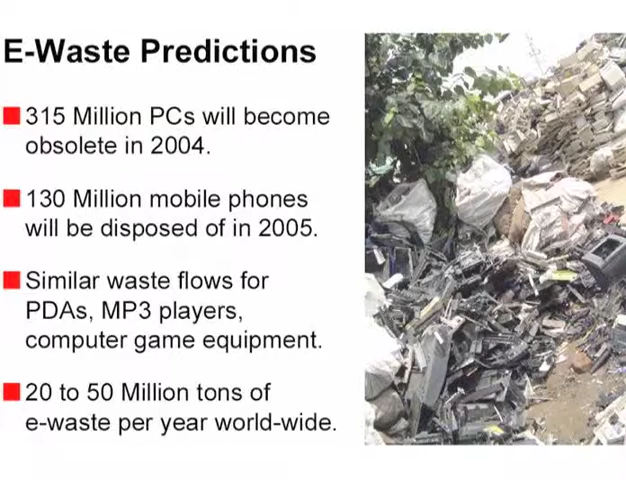 E-Waste Predictions
315 Million PCs will become
obsolete in 2004.
130 Million mobile phones
will be disposed of in 2005.
Similar waste flows for
PDAs, MP3 players,
computer game equipment.
20 to 50 Million tons of
e-waste per year world-wide.